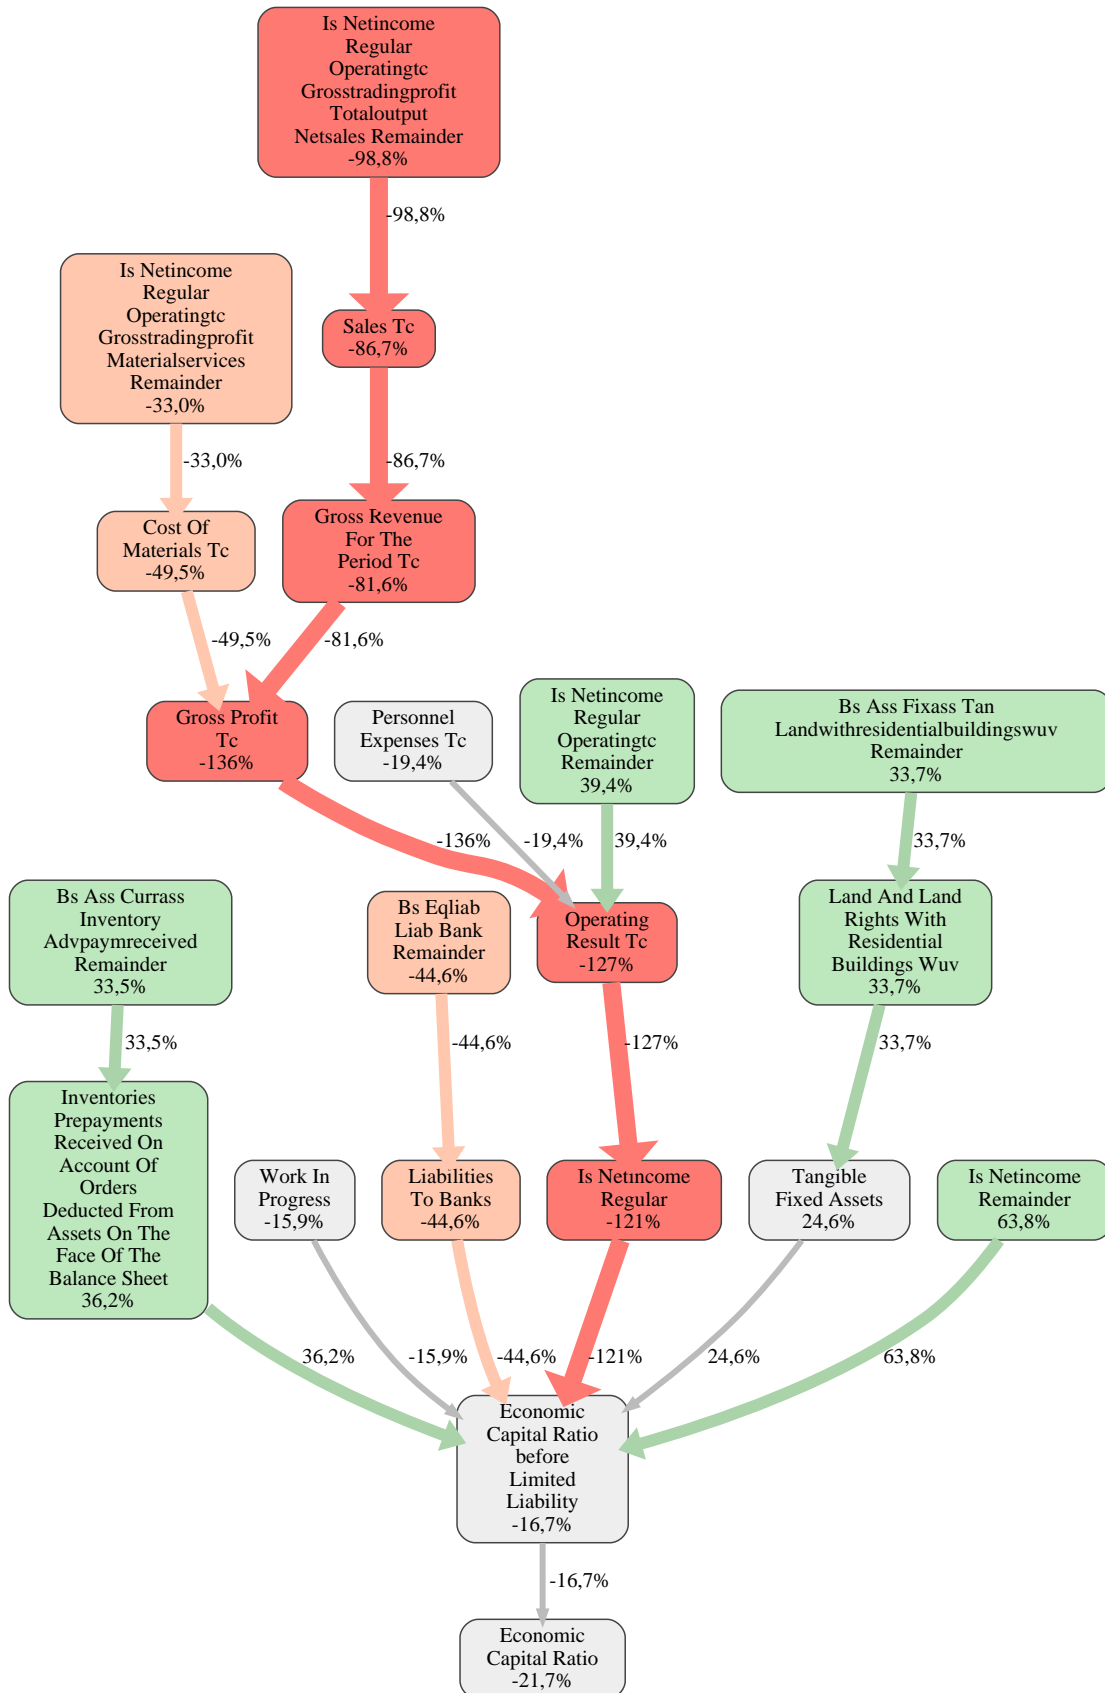 Is Netincome
Regular
Operatingtc
Grosstradingprofit
Totaloutput
Netsales Remainder
-98,8%
-98,8%
Is Netincome
Regular
Operatingtc
Grosstradingprofit
Materialservices
Remainder
-33,0%
Sales Tc
-86,7%
-33,0%
-86,7%
Cost Of
Materials Tc
-49,5%
Gross Revenue
For The
Period Tc
-81,6%
-49,5%
-81,6%
Gross Profit
Tc
-136%
Personnel
Expenses Tc
-19,4%
Is Netincome
Regular
Operatingtc
Remainder
39,4%
Bs Ass Fixass Tan
Landwithresidentialbuildingswuv
Remainder
33,7%
-136%
-19,4%
39,4%
33,7%
Bs Ass Currass
Inventory
Advpaymreceived
Remainder
33,5%
Bs Eqliab
Liab Bank
Remainder
-44,6%
Operating
Result Tc
-127%
Land And Land
Rights With
Residential
Buildings Wuv
33,7%
33,5%
-44,6%
-127%
33,7%
Inventories
Prepayments
Received On
Account Of
Orders
Deducted From
Assets On The
Face Of The
Balance Sheet
36,2%
Work In
Progress
-15,9%
Liabilities
To Banks
-44,6%
Is Netincome
Regular
-121%
Tangible
Fixed Assets
24,6%
Is Netincome
Remainder
63,8%
36,2%
-15,9%
-44,6%
-121%
24,6%
63,8%
Economic
Capital Ratio
before
Limited
Liability
-16,7%
-16,7%
Economic
Capital Ratio
-21,7%